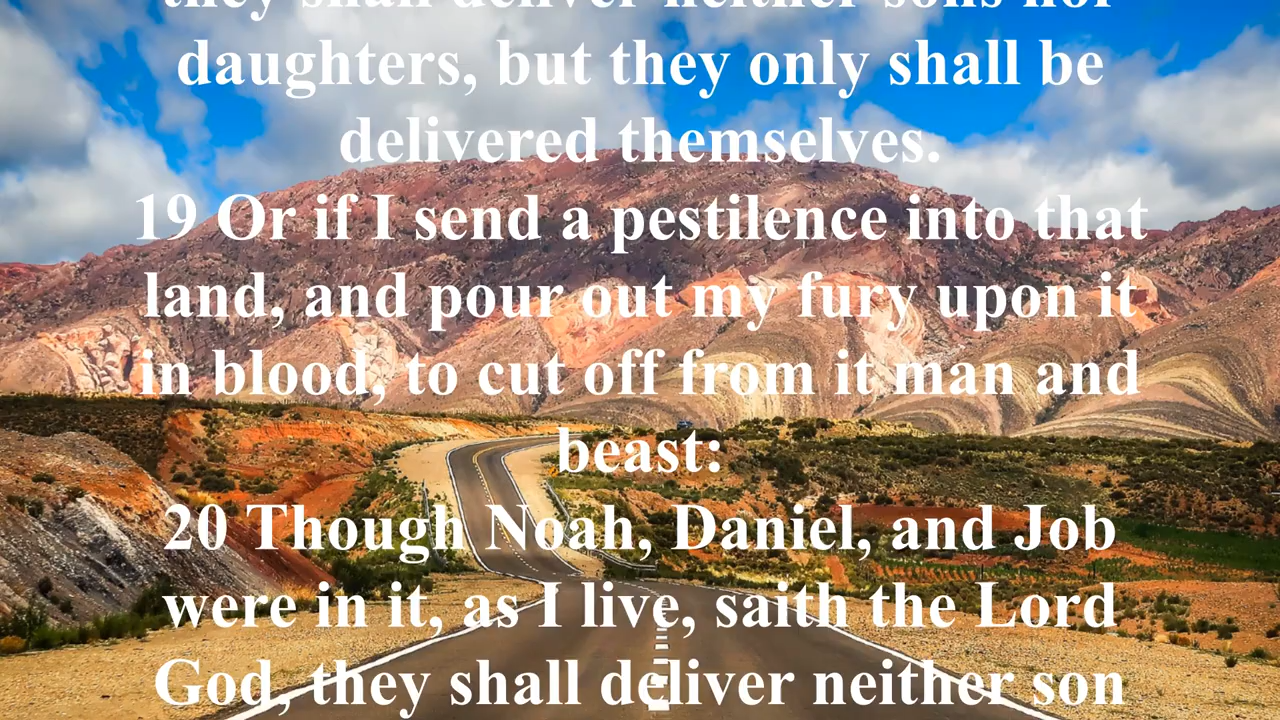 they shall deliver neither sons nor
daughters, but they only shall be
delivered themselves.
19 Or if I send a pestilence into that
land, and pour out my fury upon it
in blood, to cut off from it man and
beast:
20 Though Noah, Daniel, and Job
were in it, as I live, saith the Lord
God, they shall deliver neither son